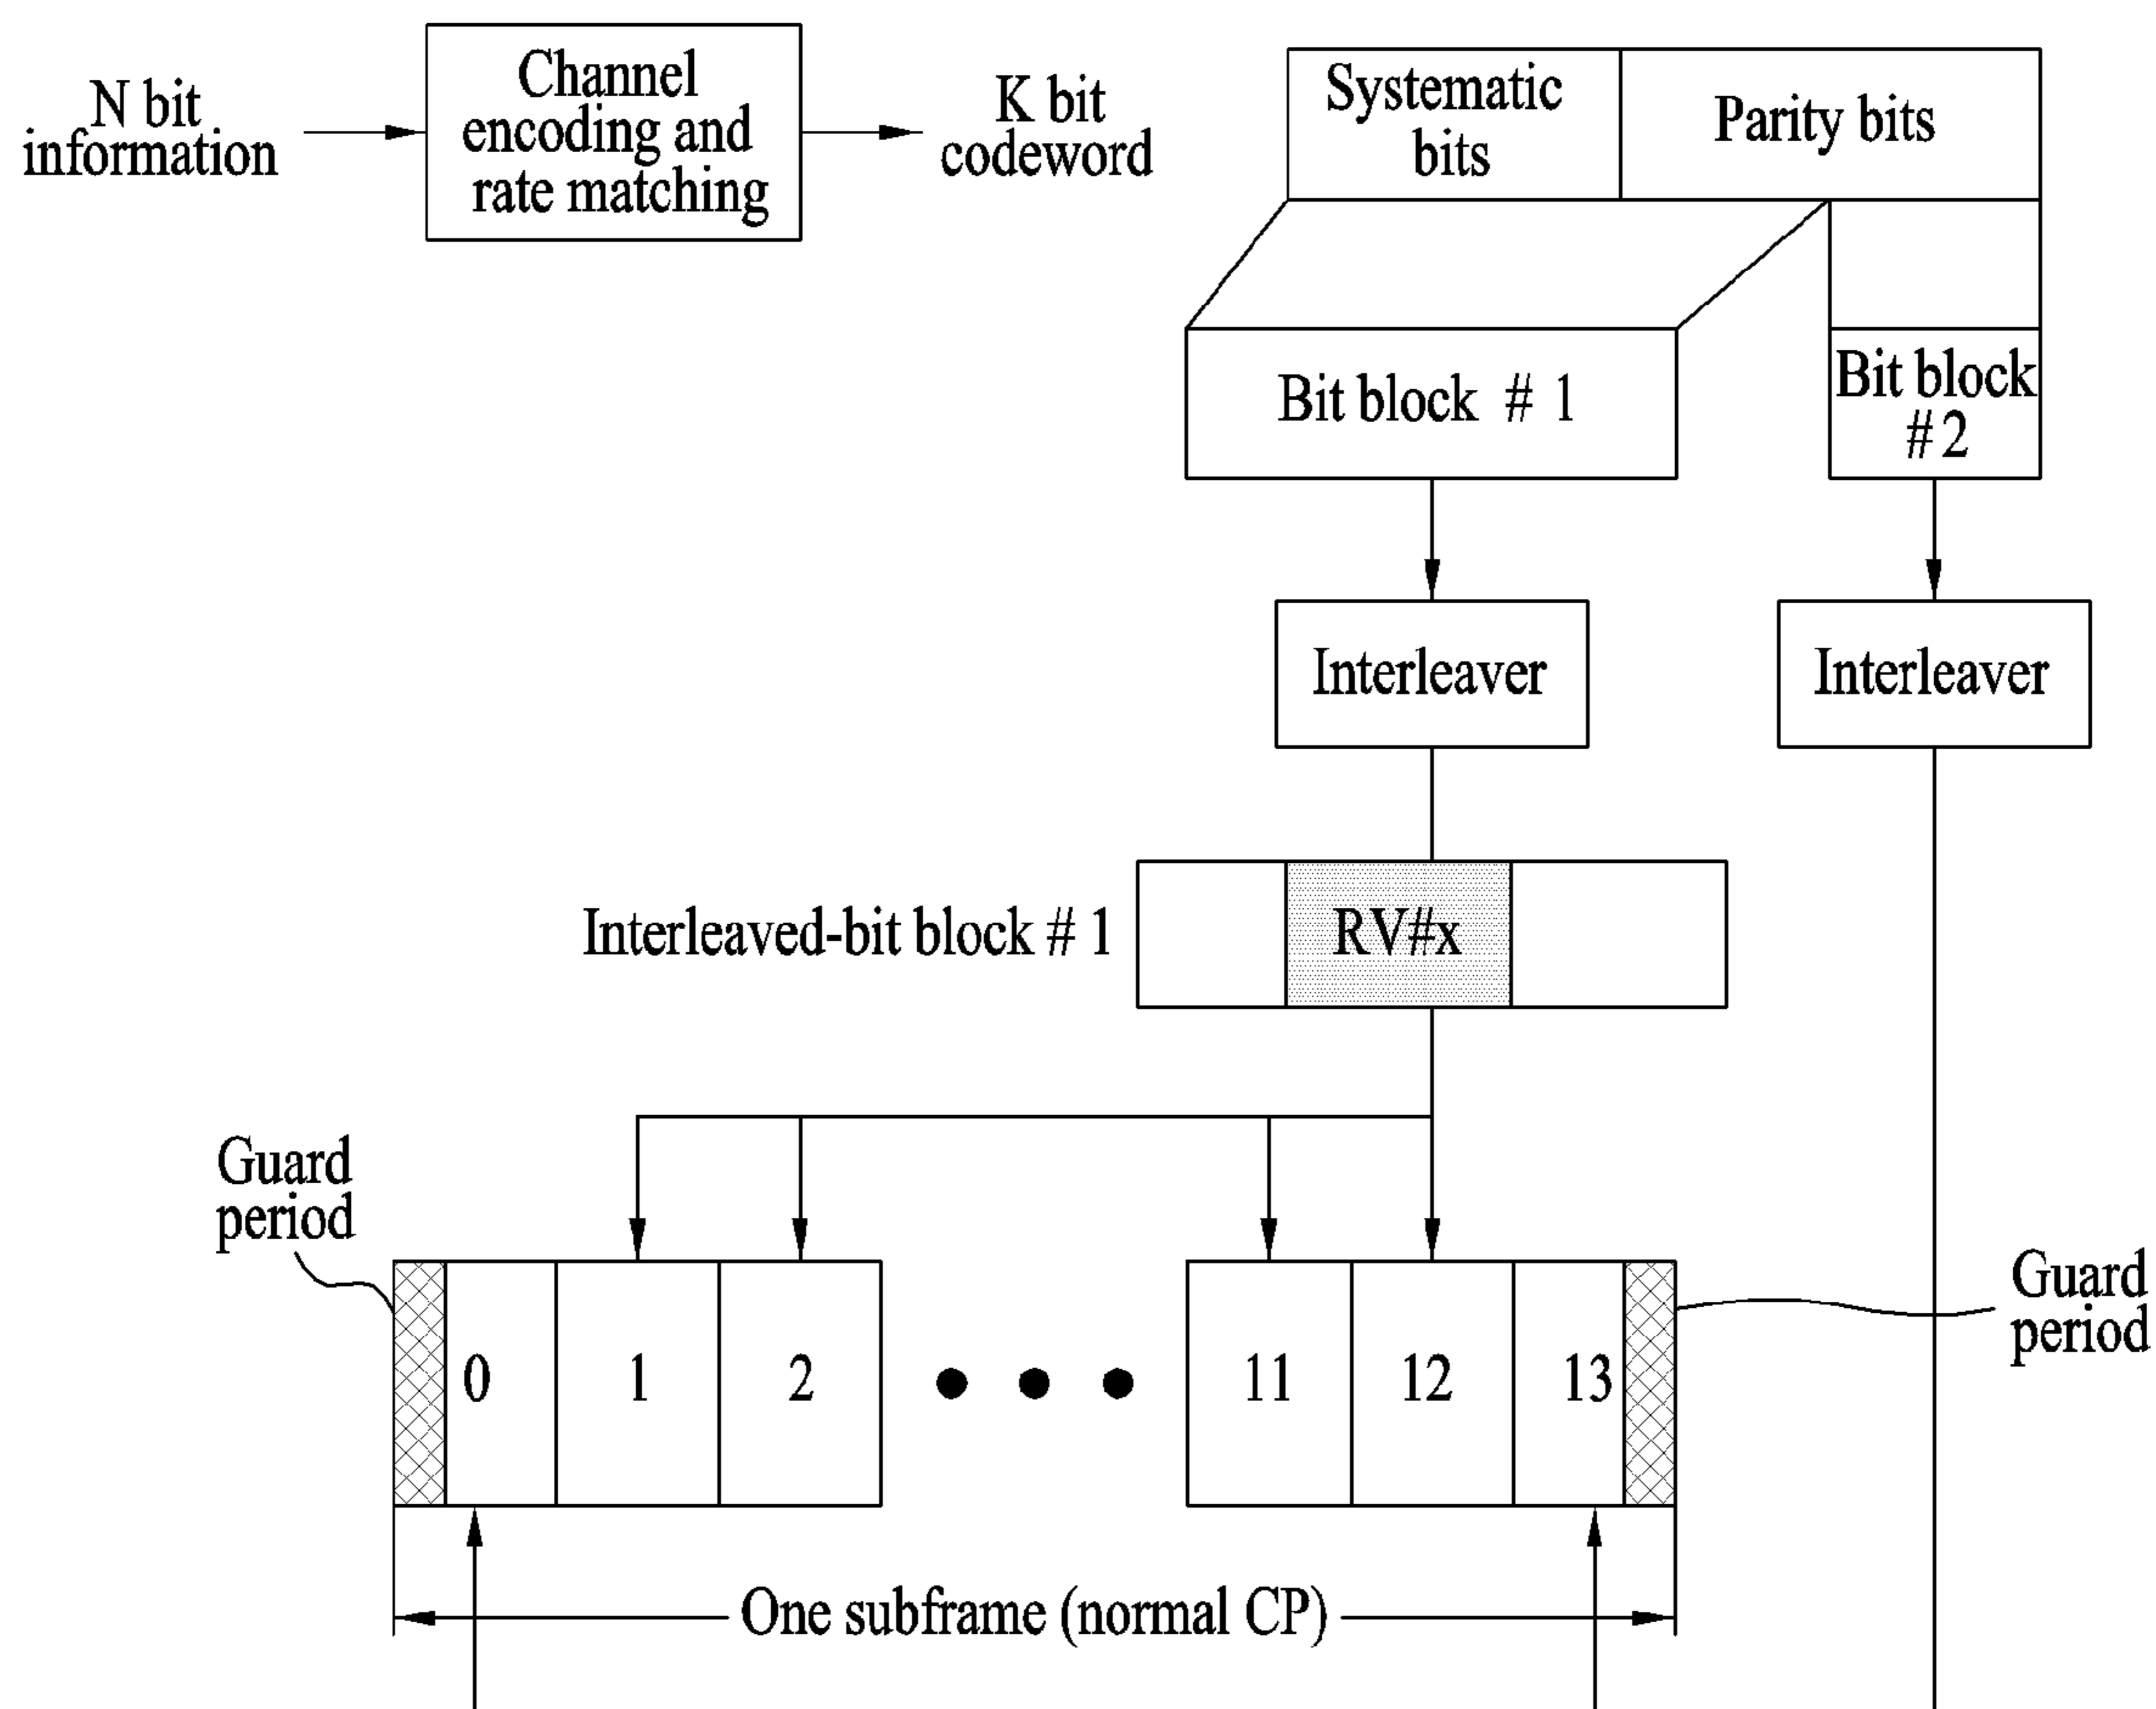 N bit
information
Channel
encoding and
rate matching
K bit
codeword
Systematic
bits
Parity bits
Bit block # 1
Bit block
#2
Interleaver
Interleaver
Interleaved-bit block # 1
RV#x
Guard
period
Guard
period
0
1
2
11
12
13
One subframe (normal CP)